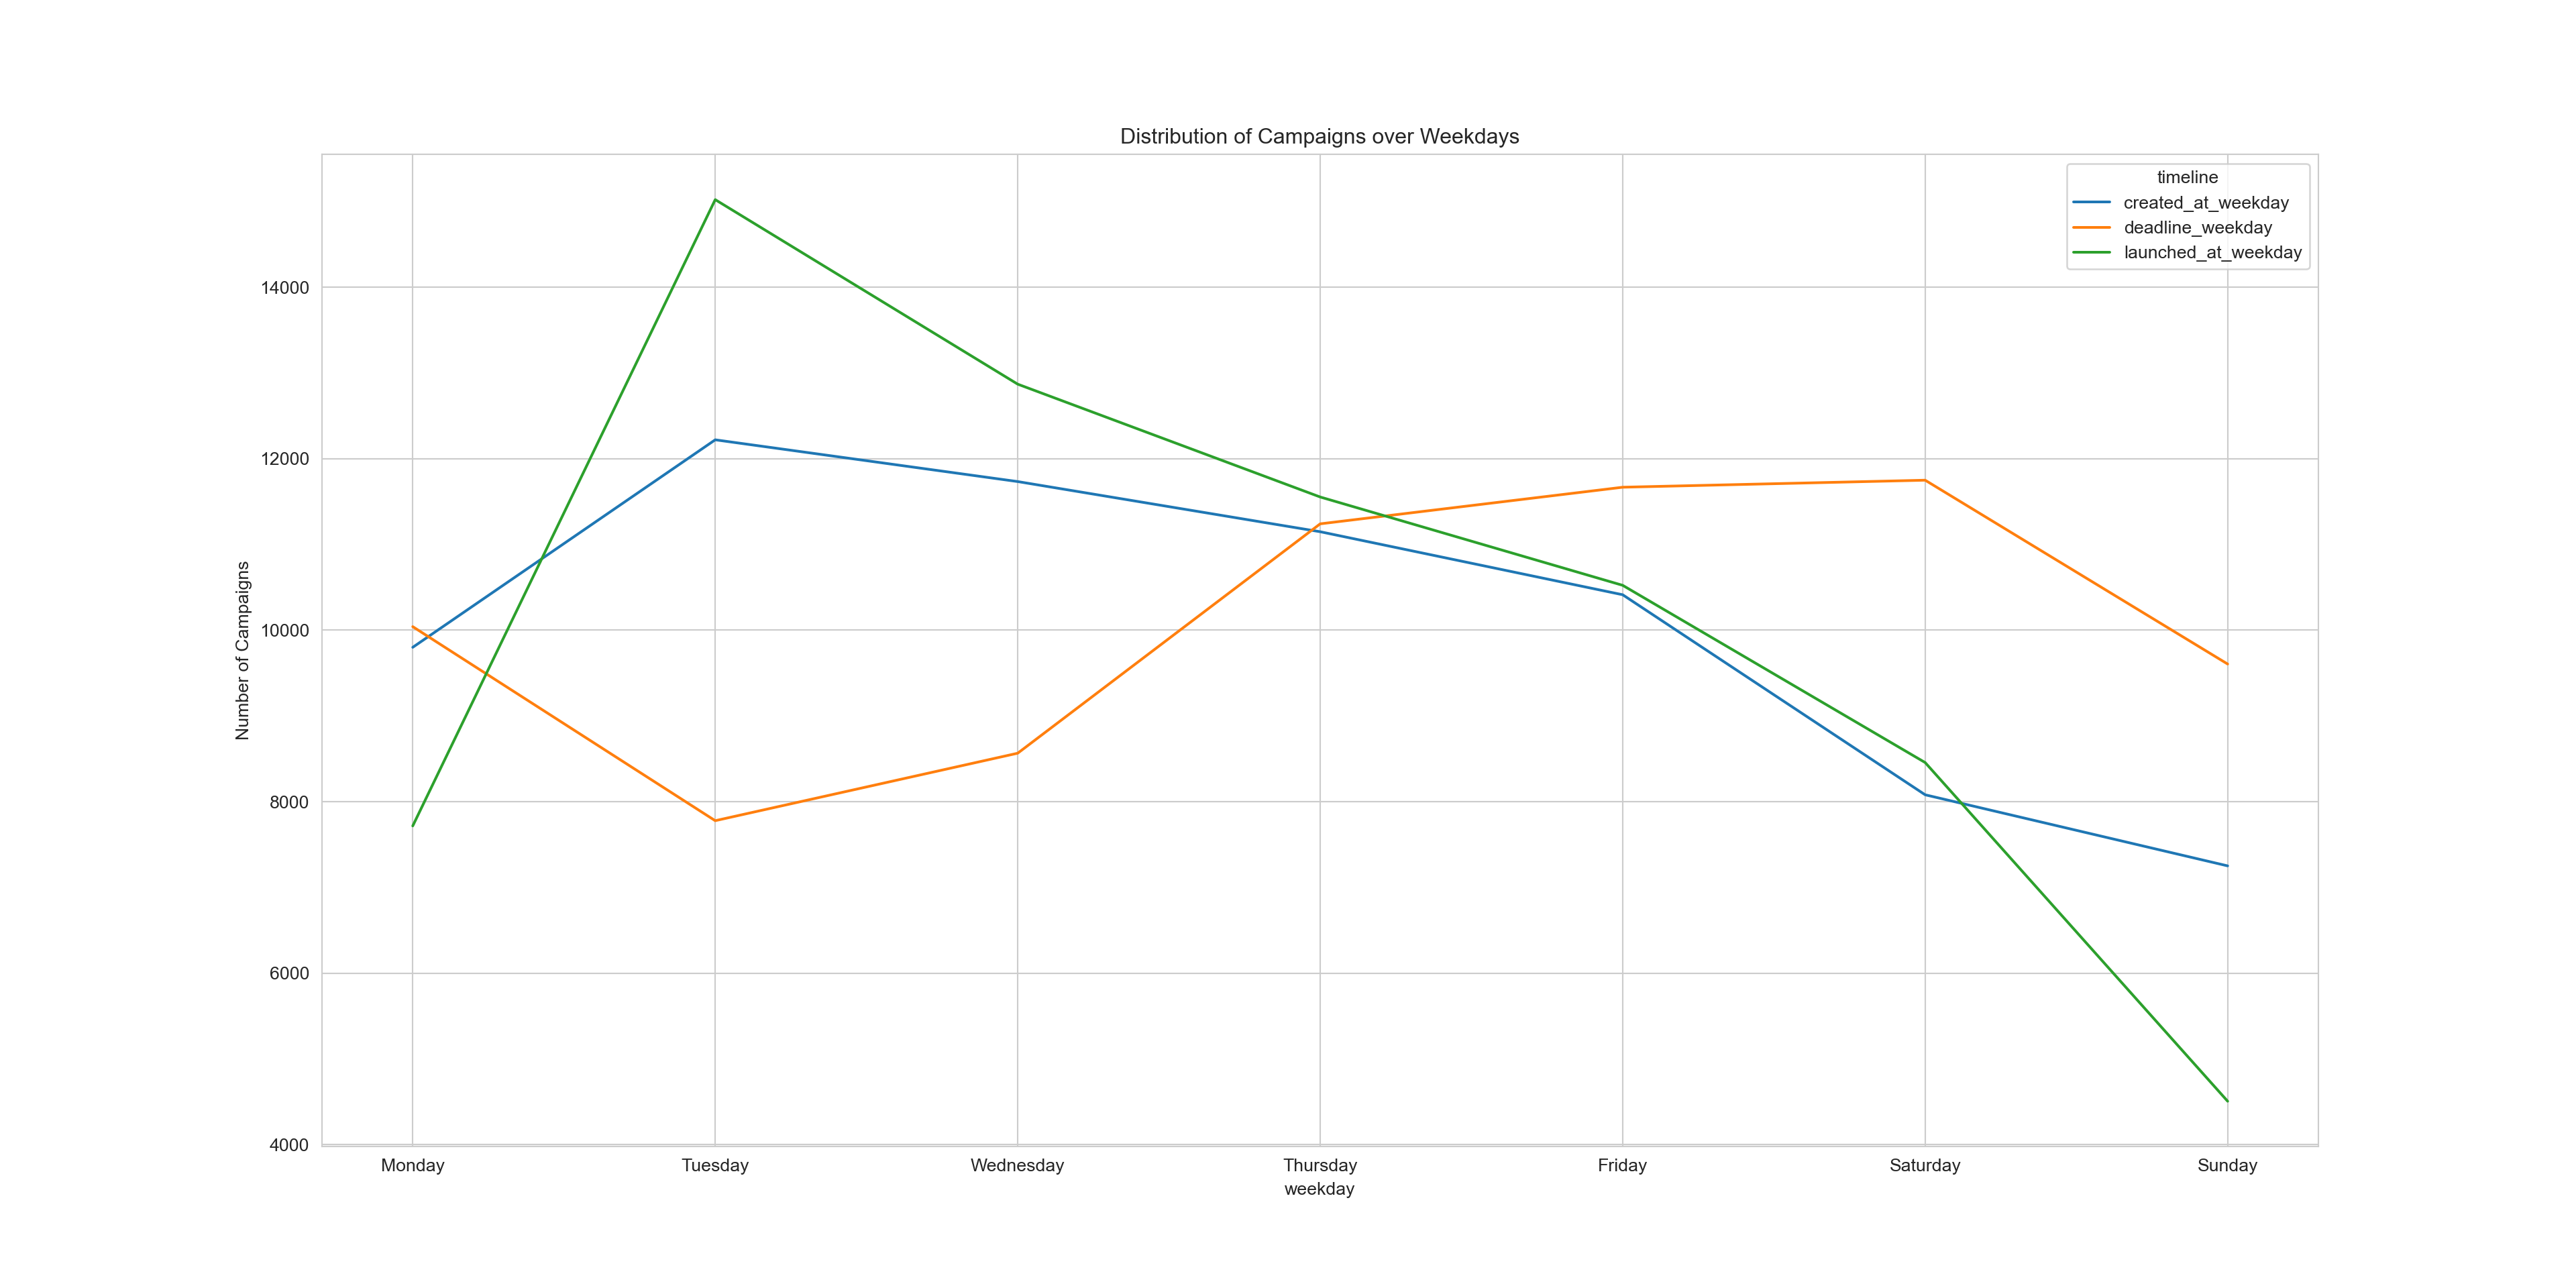 Distribution of Campaigns over Weekdays
timeline
created_at_weekday
deadline_weekday
launched_at_weekday
Number of Campaigns
14000
12000
10000
8000
6000
4000
Monday Tuesday Wednesday Thursday Friday Saturday Sunday
weekday